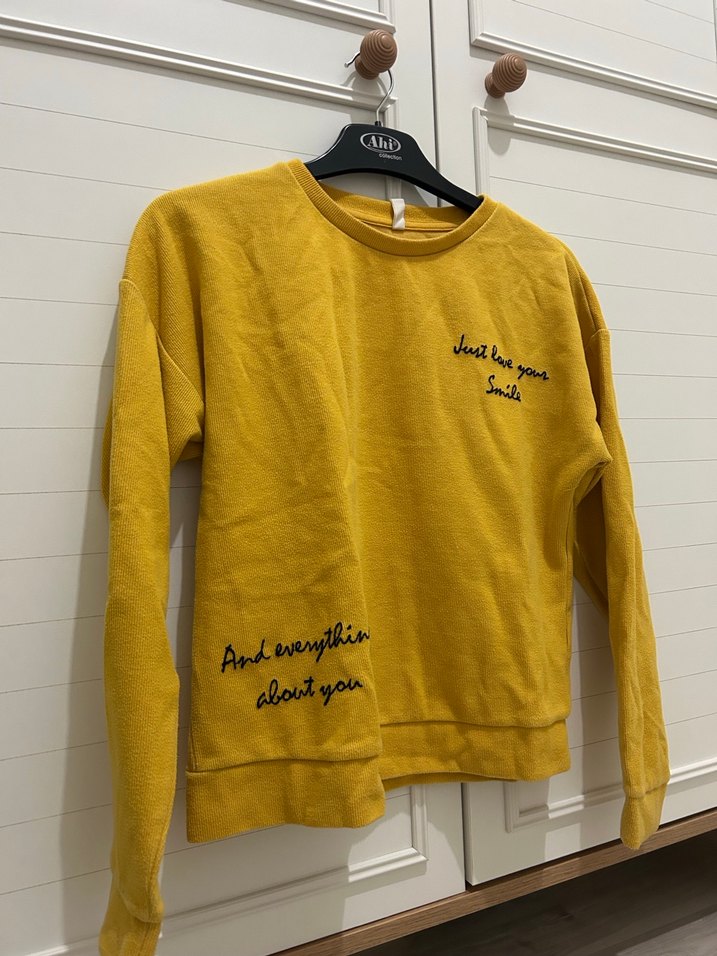 Ahi
collection
Just love your
Smile
And everythin
about you